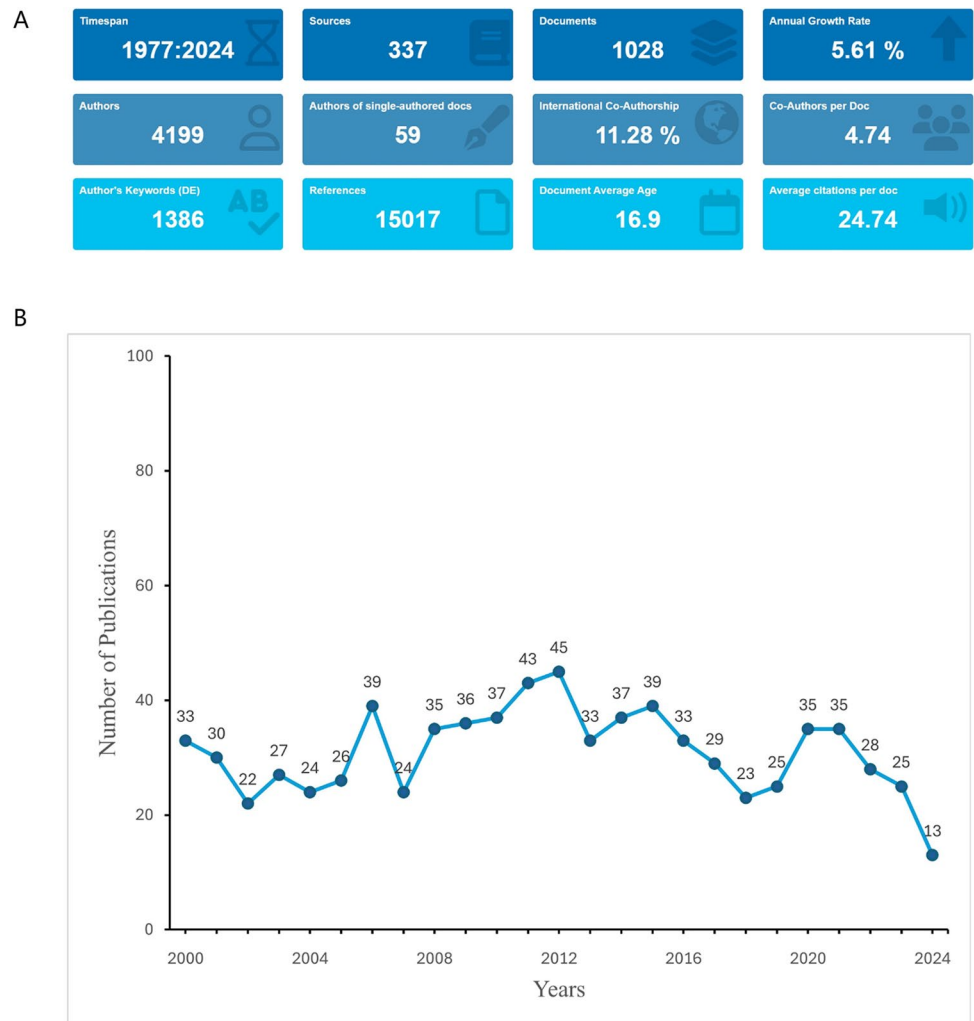 A
Timespan
1977:2024
Sources
337
Documents
1028
Annual Growth Rate
5.61 %
Authors
4199
Authors of single-authored docs
59
International Co-Authorship
11.28 %
Co-Authors per Doc
4.74
Author's Keywords (DE)
1386
AB
References
15017
Document Average Age
16.9
Average citations per doc
24.74
B
100
80
60
40
20
0
Number of Publications
33
30
22
27
24
26
39
24
35
36
37
43
45
33
37
39
33
29
23
25
35
35
28
25
13
2000
2004
2008
2012
2016
2020
2024
Years